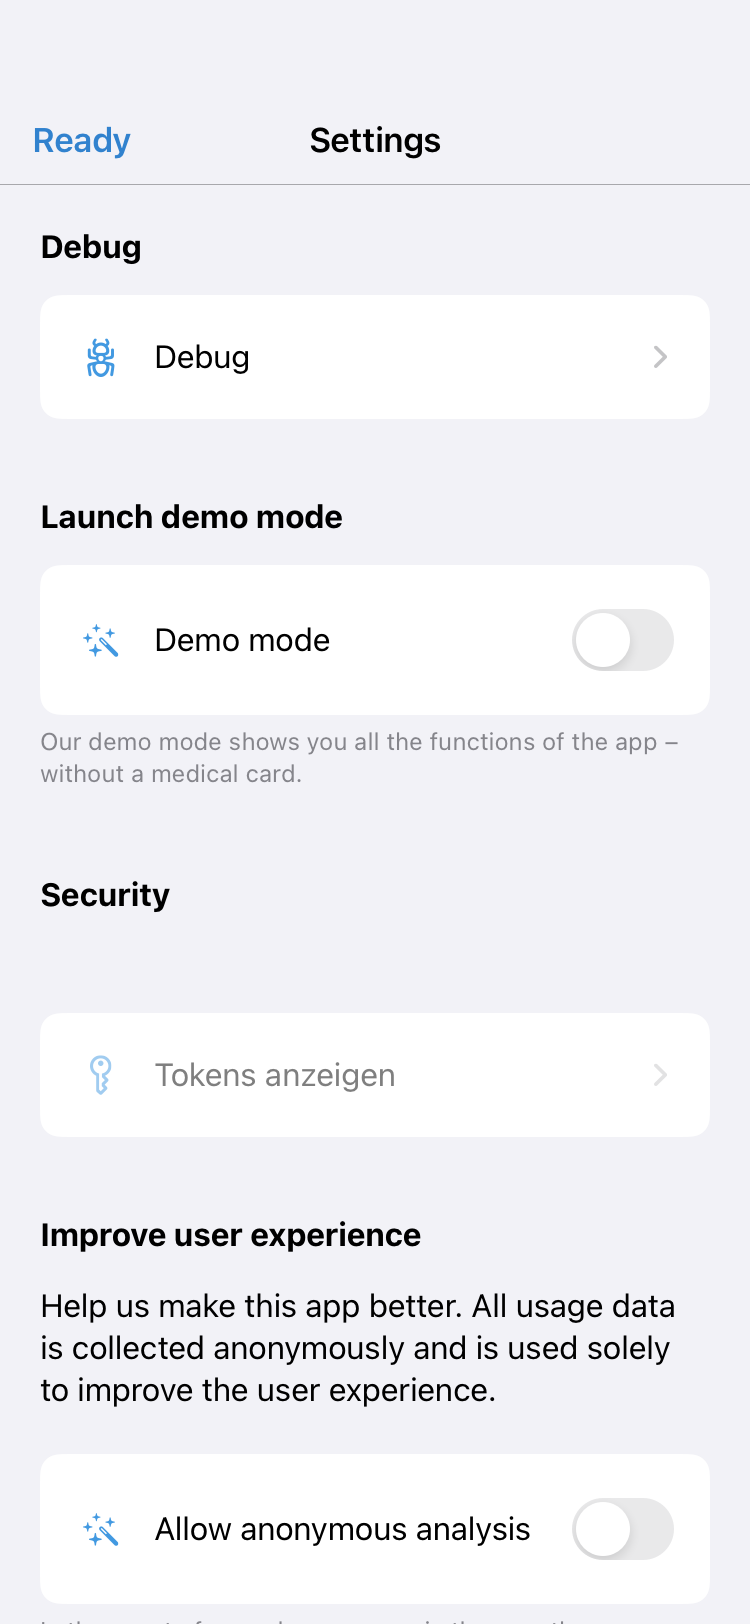 Ready
Settings
Debug
Debug
Launch demo mode
Demo mode
Our demo mode shows you all the functions of the app –
without a medical card.
Security
Tokens anzeigen
Improve user experience
Help us make this app better. All usage data
is collected anonymously and is used solely
to improve the user experience.
Allow anonymous analysis